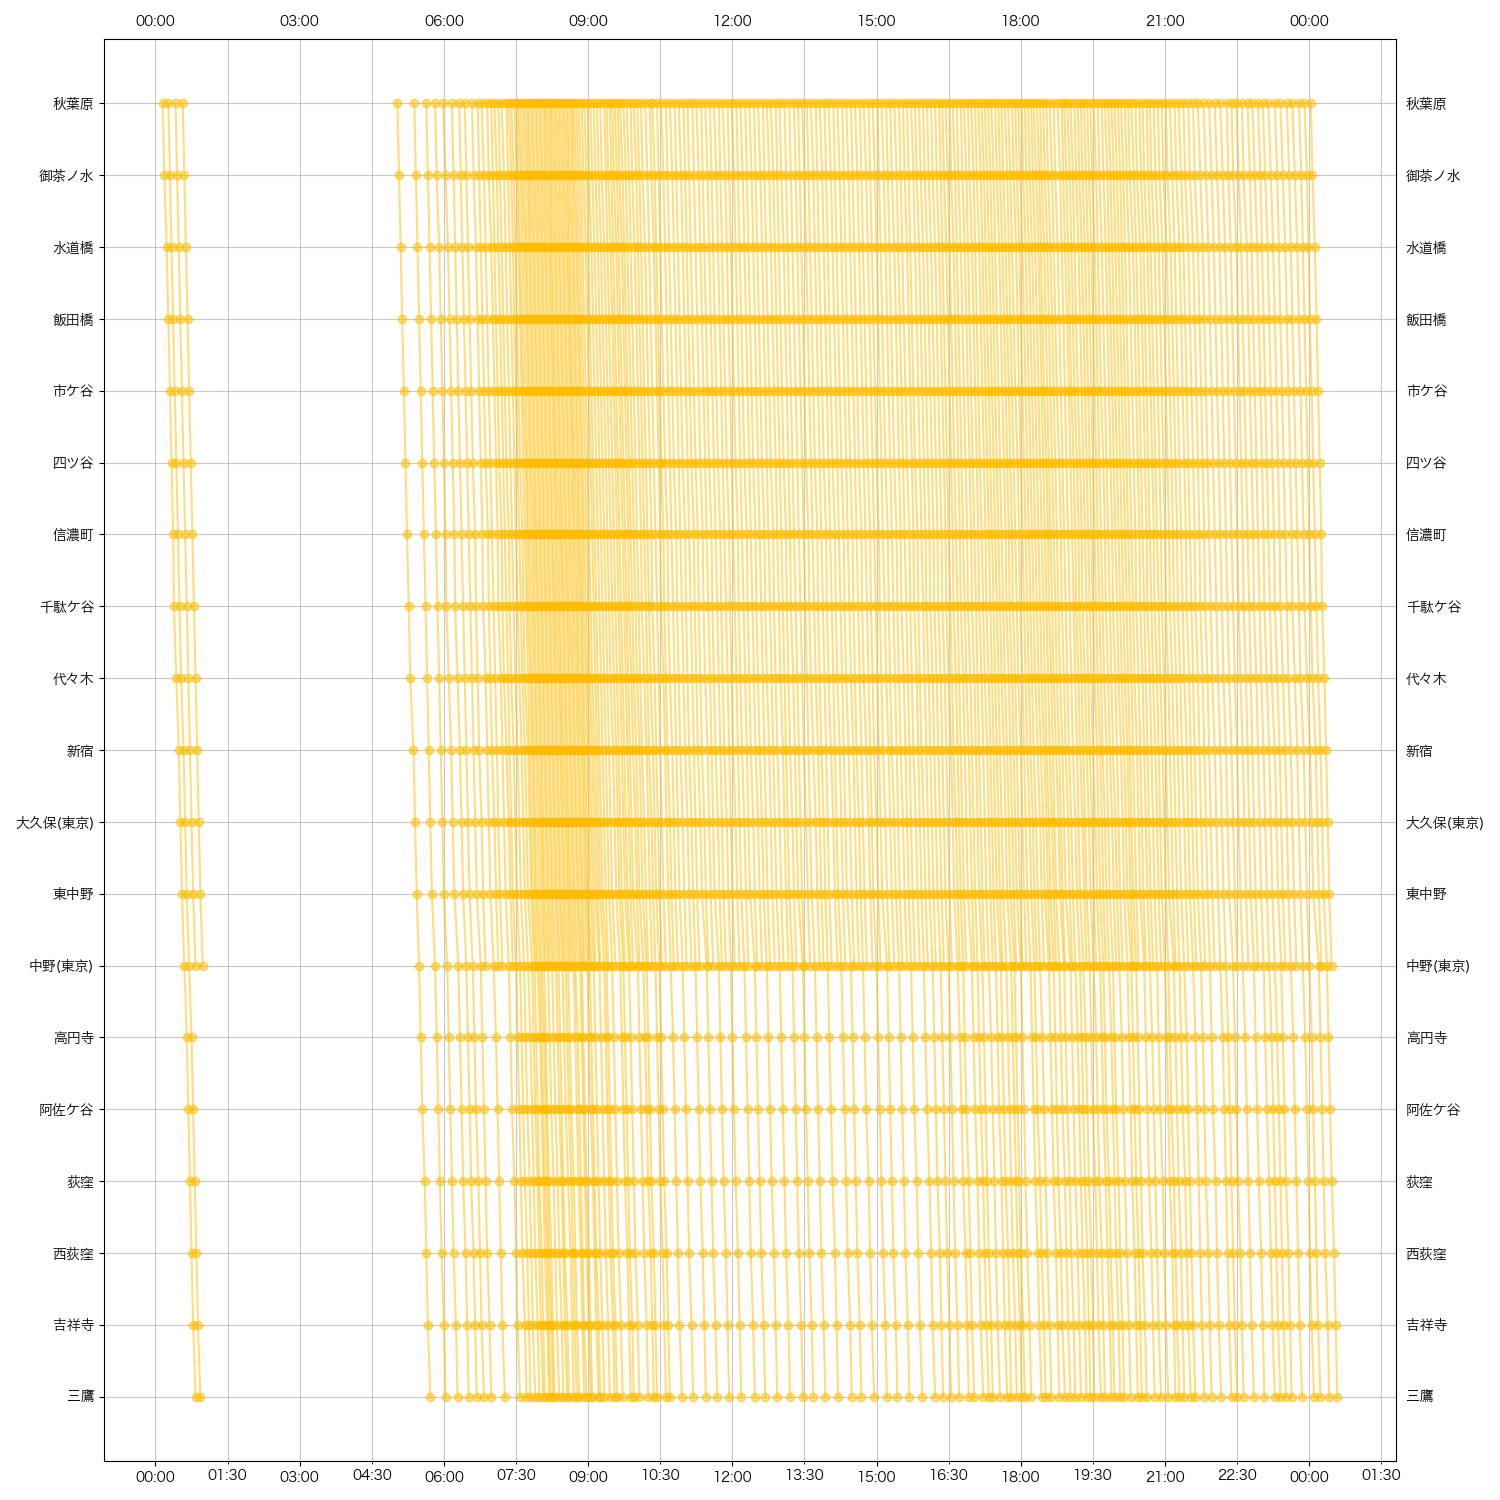 00:00 03:00 06:00 09:00 12:00 15:00 18:00 21:00 00:00
秋葉原 秋葉原
御茶ノ水 御茶ノ水
水道橋 水道橋
飯田橋 飯田橋
市ケ谷 市ケ谷
四ツ谷 四ツ谷
信濃町 信濃町
千駄ケ谷 千駄ケ谷
代々木 代々木
新宿 新宿
大久保(東京) 大久保(東京)
東中野 東中野
中野(東京) 中野(東京)
高円寺 高円寺
阿佐ケ谷 阿佐ケ谷
荻窪 荻窪
西荻窪 西荻窪
吉祥寺 吉祥寺
三鷹 三鷹
00:00 01:30 03:00 04:30 06:00 07:30 09:00 10:30 12:00 13:30 15:00 16:30 18:00 19:30 21:00 22:30 00:00 01:30